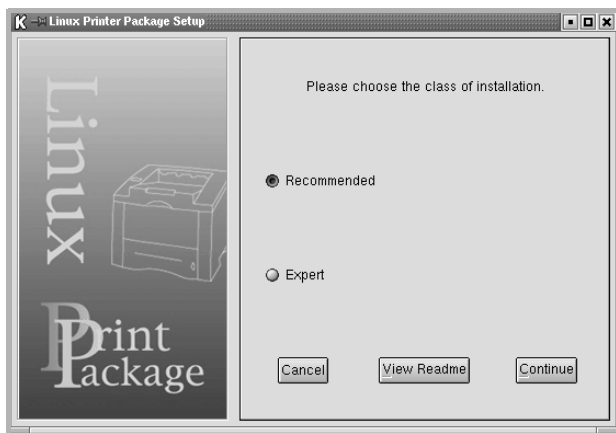 Linux Printer Package Setup
Linux
Print
Package
Please choose the class of installation.
Recommended
Expert
Cancel
View Readme
Continue